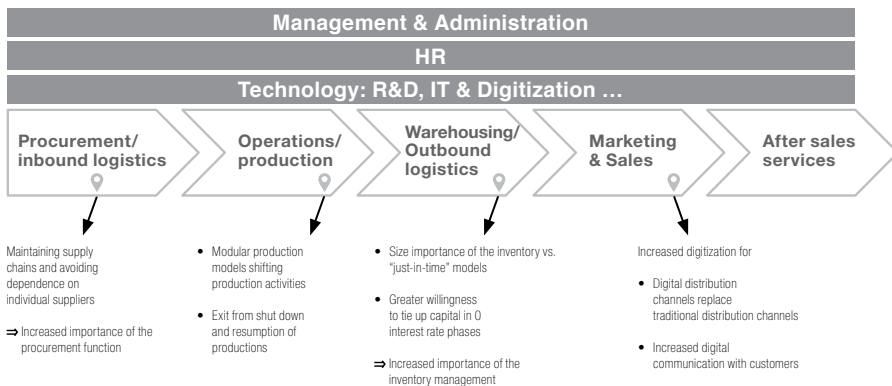 Management & Administration
HR
Technology: R&D, IT & Digitization ...
Procurement/
inbound logistics
Operations/
production
Warehousing/
Outbound
logistics
Marketing
& Sales
After sales
services
Maintaining supply
chains and avoiding
dependence on
individual suppliers
⇒ Increased importance of the
procurement function
• Modular production
models shifting
production activities
• Exit from shut down
and resumption of
productions
• Size importance of the inventory vs.
"just-in-time" models
• Greater willingness
to tie up capital in 0
interest rate phases
⇒ Increased importance of the
inventory management
Increased digitization for
• Digital distribution
channels replace
traditional distribution channels
• Increased digital
communication with customers